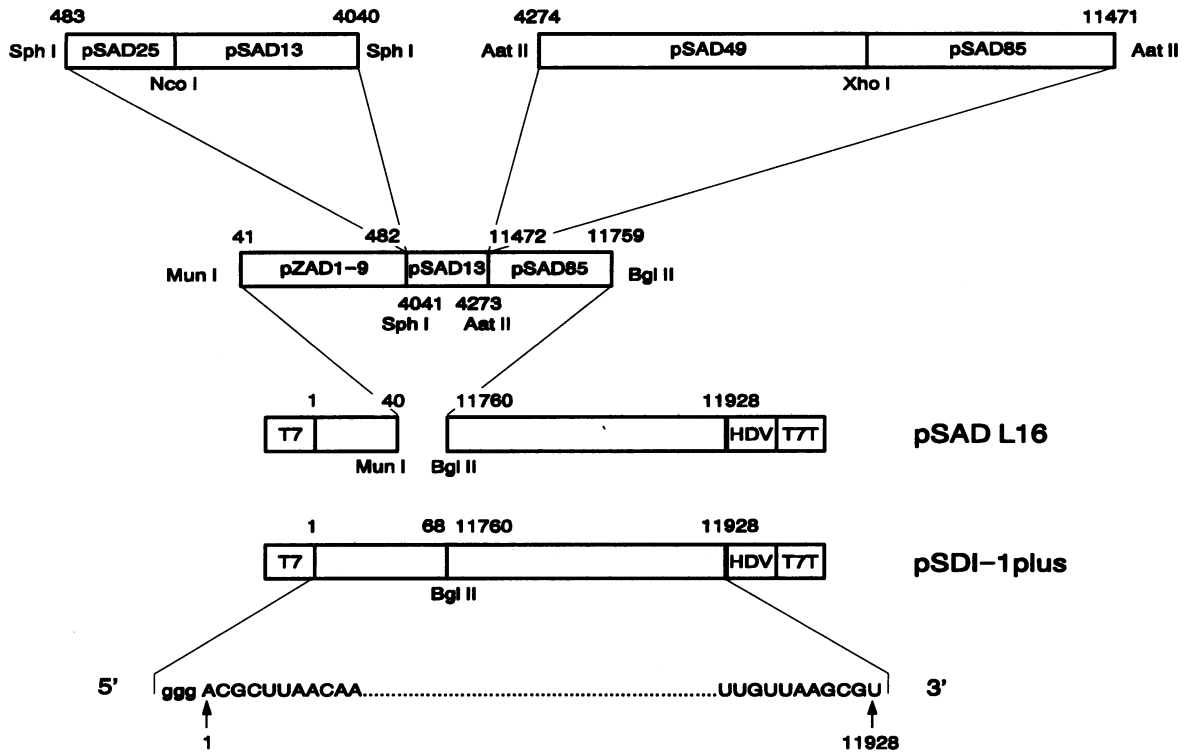 483 4040 4274 11471
Sph I pSAD25 pSAD13 Sph I Aat II pSAD49 pSAD85 Aat II
Nco I Xho I
41 482 11472 11759
Mun I pZAD1-9 pSAD13 pSAD85 Bgl II
4041 4273
Sph I Aat II
1 40 11760 11928
T7 HDV T7T pSAD L16
Mun I Bgl II
1 68 11760 11928
T7 HDV T7T pSDI-1plus
Bgl II
5' gggACGCUUAACAA..............................................................UUGUUAAGCGU 3'
1 11928